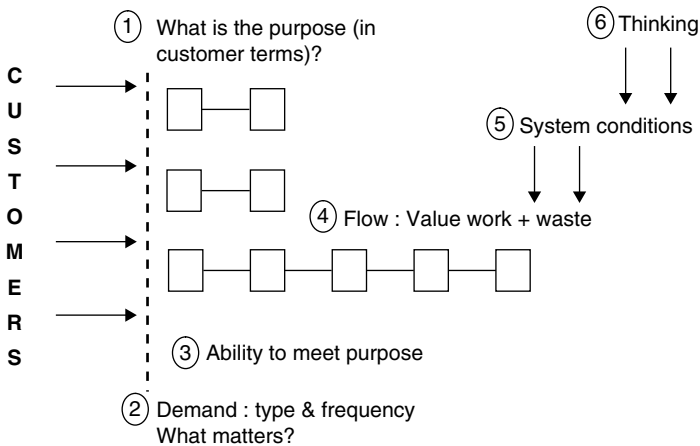 1 What is the purpose (in
customer terms)?
6 Thinking
CUSTOMERS
5 System conditions
4 Flow : Value work + waste
3 Ability to meet purpose
2 Demand : type & frequency
What matters?